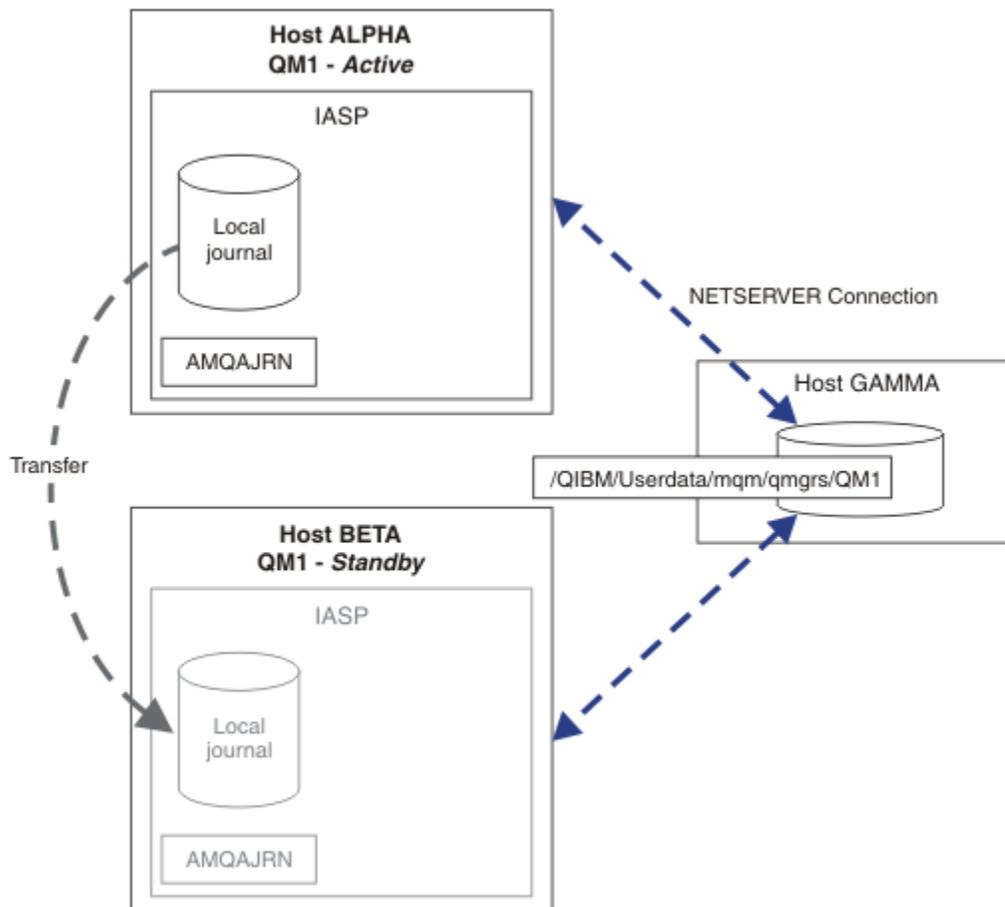 Host ALPHA
QM1 - Active
IASP
Local
journal
AMQAJRN
NETSERVER Connection
Host GAMMA
/QIBM/Userdata/mqm/qmgrs/QM1
Transfer
Host BETA
QM1 - Standby
IASP
Local
journal
AMQAJRN